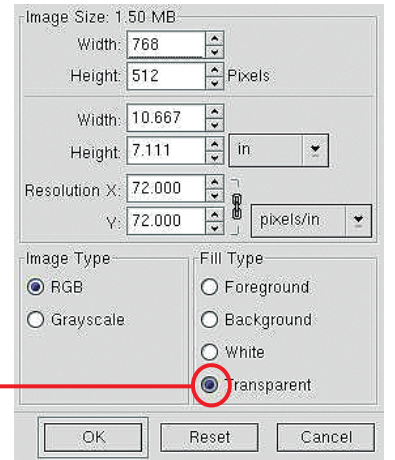 Image Size: 1.50 MB
Width: 768
Height: 512 Pixels
Width: 10.667
Height: 7.111 in
Resolution X: 72.000
Y: 72.000 pixels/in
Image Type
RGB
Grayscale
Fill Type
Foreground
Background
White
Transparent
OK Reset Cancel